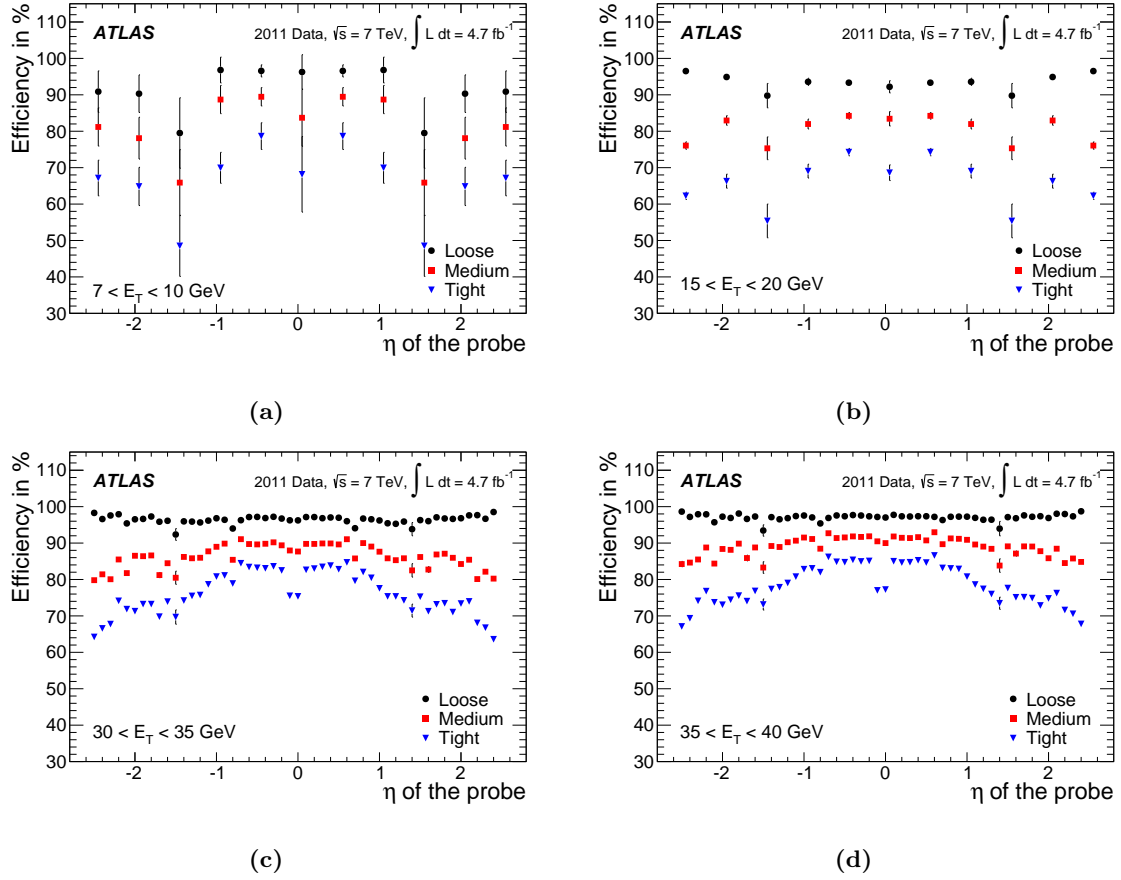 Efficiency in %
ATLAS
2011 Data, √s = 7 TeV, ∫ L dt = 4.7 fb⁻¹
110
100
90
80
70
60
50
40
30
Loose
Medium
Tight
7 < E_T < 10 GeV
-2 -1 0 1 2
η of the probe
(a)
Efficiency in %
ATLAS
2011 Data, √s = 7 TeV, ∫ L dt = 4.7 fb⁻¹
110
100
90
80
70
60
50
40
30
Loose
Medium
Tight
15 < E_T < 20 GeV
-2 -1 0 1 2
η of the probe
(b)
Efficiency in %
ATLAS
2011 Data, √s = 7 TeV, ∫ L dt = 4.7 fb⁻¹
110
100
90
80
70
60
50
40
30
Loose
Medium
Tight
30 < E_T < 35 GeV
-2 -1 0 1 2
η of the probe
(c)
Efficiency in %
ATLAS
2011 Data, √s = 7 TeV, ∫ L dt = 4.7 fb⁻¹
110
100
90
80
70
60
50
40
30
Loose
Medium
Tight
35 < E_T < 40 GeV
-2 -1 0 1 2
η of the probe
(d)